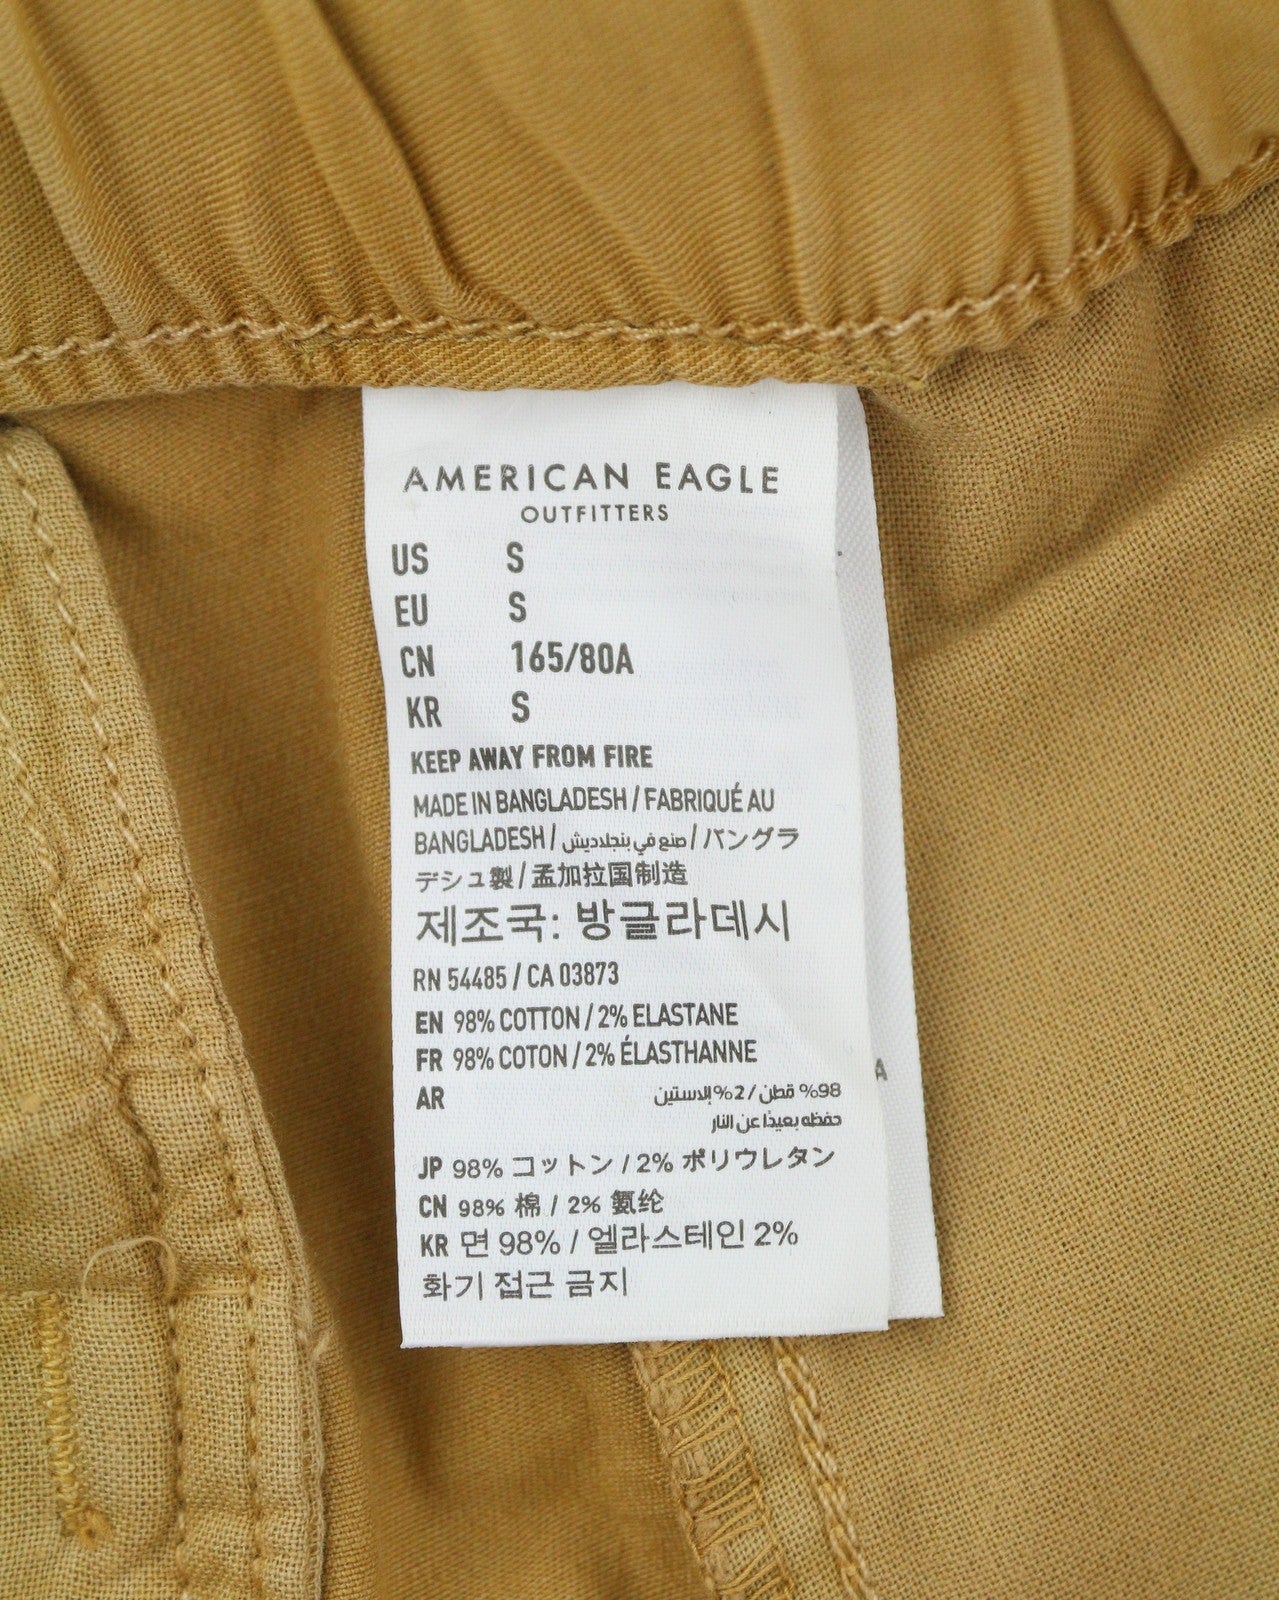 AMERICAN EAGLE
OUTFITTERS
US S
EU S
CN 165/80A
KR S
KEEP AWAY FROM FIRE
MADE IN BANGLADESH / FABRIQUÉ AU
BANGLADESH / صنع في بنجلاديش / バングラ
デシュ製 / 孟加拉国制造
제조국: 방글라데시
RN 54485 / CA 03873
EN 98% COTTON / 2% ELASTANE
FR 98% COTON / 2% ÉLASTHANNE
AR 98% قطن / 2% إلاستين
حفظه بعيدًا عن النار
JP 98% コットン / 2% ポリウレタン
CN 98% 棉 / 2% 氨纶
KR 면 98% / 엘라스테인 2%
화기 접근 금지
A